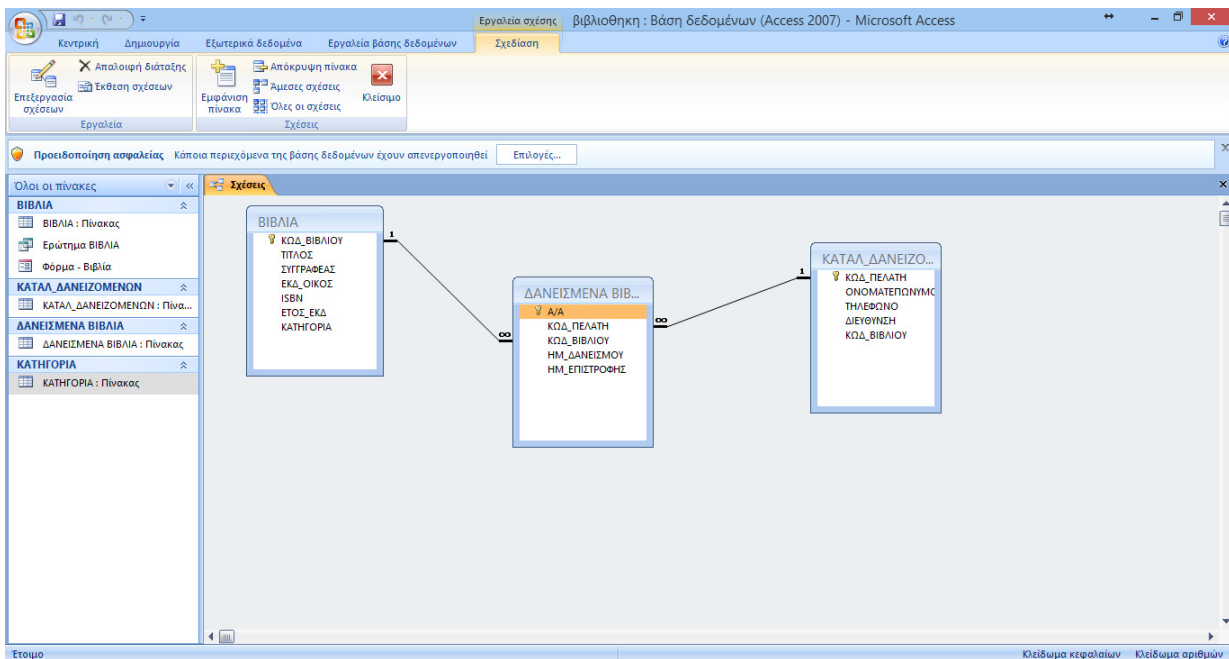 Εργαλεία σχέσης
βιβλιοθηκη : Βάση δεδομένων (Access 2007) - Microsoft Access
Κεντρική Δημιουργία Εξωτερικά δεδομένα Εργαλεία βάσης δεδομένων Σχεδίαση
Επεξεργασία σχέσεων
Απαλοιφή διάταξης
Έκθεση σχέσεων
Εργαλεία
Εμφάνιση πίνακα
Απόκρυψη πίνακα
Άμεσες σχέσεις
Όλες οι σχέσεις
Κλείσιμο
Σχέσεις
Προειδοποίηση ασφαλείας Κάποια περιεχόμενα της βάσης δεδομένων έχουν απενεργοποιηθεί Επιλογές...
Όλοι οι πίνακες
ΒΙΒΛΙΑ
ΒΙΒΛΙΑ : Πίνακας
Ερώτημα ΒΙΒΛΙΑ
Φόρμα - Βιβλία
ΚΑΤΑΛ_ΔΑΝΕΙΖΟΜΕΝΩΝ
ΚΑΤΑΛ_ΔΑΝΕΙΖΟΜΕΝΩΝ : Πίνα...
ΔΑΝΕΙΣΜΕΝΑ ΒΙΒΛΙΑ
ΔΑΝΕΙΣΜΕΝΑ ΒΙΒΛΙΑ : Πίνακας
ΚΑΤΗΓΟΡΙΑ
ΚΑΤΗΓΟΡΙΑ : Πίνακας
Σχέσεις
ΒΙΒΛΙΑ
ΚΩΔ_ΒΙΒΛΙΟΥ
ΤΙΤΛΟΣ
ΣΥΓΓΡΑΦΕΑΣ
ΕΚΔ_ΟΙΚΟΣ
ISBN
ΕΤΟΣ_ΕΚΔ
ΚΑΤΗΓΟΡΙΑ
1
∞
ΔΑΝΕΙΣΜΕΝΑ ΒΙΒ...
Α/Α
ΚΩΔ_ΠΕΛΑΤΗ
ΚΩΔ_ΒΙΒΛΙΟΥ
ΗΜ_ΔΑΝΕΙΣΜΟΥ
ΗΜ_ΕΠΙΣΤΡΟΦΗΣ
∞
1
ΚΑΤΑΛ_ΔΑΝΕΙΖΟ...
ΚΩΔ_ΠΕΛΑΤΗ
ΟΝΟΜΑΤΕΠΩΝΥΜΟ
ΤΗΛΕΦΩΝΟ
ΔΙΕΥΘΥΝΣΗ
ΚΩΔ_ΒΙΒΛΙΟΥ
Έτοιμο
Κλείδωμα κεφαλαίων Κλείδωμα αριθμών